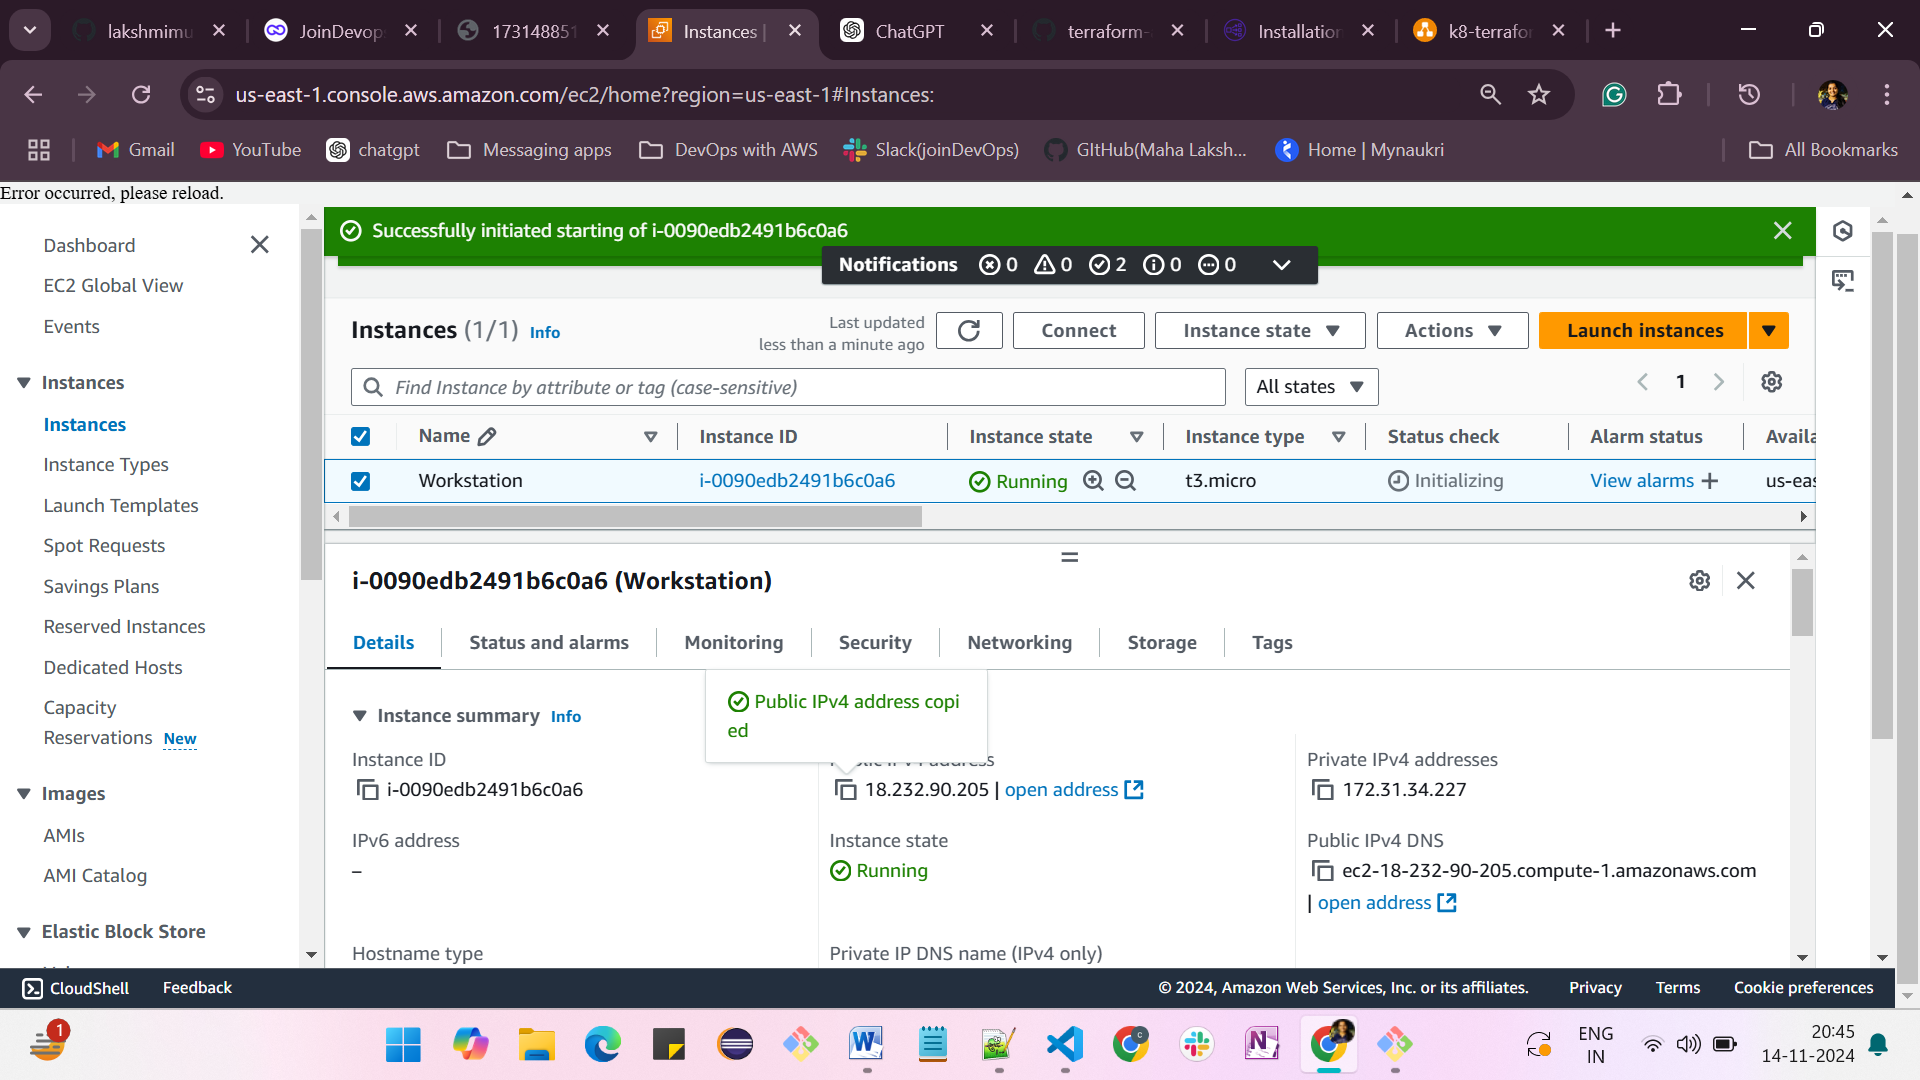 lakshmimu
JoinDevop
173148851
Instances |
ChatGPT
terraform-
Installation
k8-terrafor
us-east-1.console.aws.amazon.com/ec2/home?region=us-east-1#Instances:
Gmail
YouTube
chatgpt
Messaging apps
DevOps with AWS
Slack(joinDevOps)
GItHub(Maha Laksh...
Home | Mynaukri
All Bookmarks
Error occurred, please reload.
Dashboard
EC2 Global View
Events
Instances
Instances
Instance Types
Launch Templates
Spot Requests
Savings Plans
Reserved Instances
Dedicated Hosts
Capacity
Reservations New
Images
AMIs
AMI Catalog
Elastic Block Store
Successfully initiated starting of i-0090edb2491b6c0a6
Notifications 0 0 2 0 0
Instances (1/1) Info
Last updated
less than a minute ago
Connect
Instance state
Actions
Launch instances
Find Instance by attribute or tag (case-sensitive)
All states
1
Name
Instance ID
Instance state
Instance type
Status check
Alarm status
Availa
Workstation
i-0090edb2491b6c0a6
Running
t3.micro
Initializing
View alarms
us-eas
i-0090edb2491b6c0a6 (Workstation)
Details
Status and alarms
Monitoring
Security
Networking
Storage
Tags
Public IPv4 address copi
ed
Instance summary Info
Instance ID
i-0090edb2491b6c0a6
18.232.90.205 | open address
Private IPv4 addresses
172.31.34.227
IPv6 address
–
Instance state
Running
Public IPv4 DNS
ec2-18-232-90-205.compute-1.amazonaws.com
| open address
Hostname type
Private IP DNS name (IPv4 only)
CloudShell
Feedback
© 2024, Amazon Web Services, Inc. or its affiliates.
Privacy
Terms
Cookie preferences
1
ENG
IN
20:45
14-11-2024